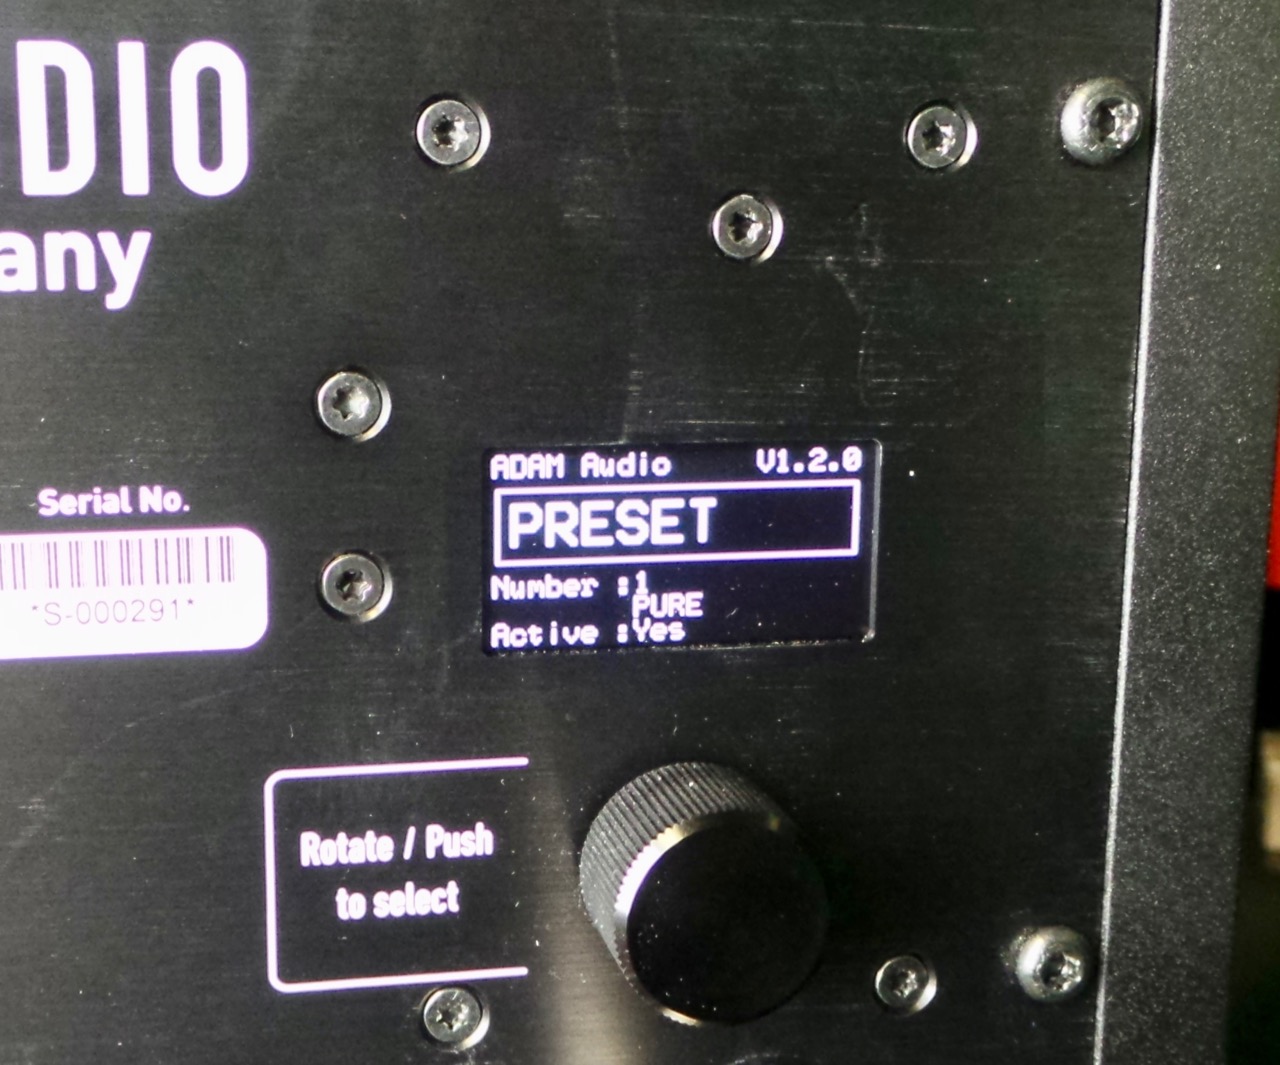 DIO
any
ADAM Audio V1.2.0
PRESET
Number :1
PURE
Active :Yes
Serial No.
*S-000291*
Rotate / Push
to select